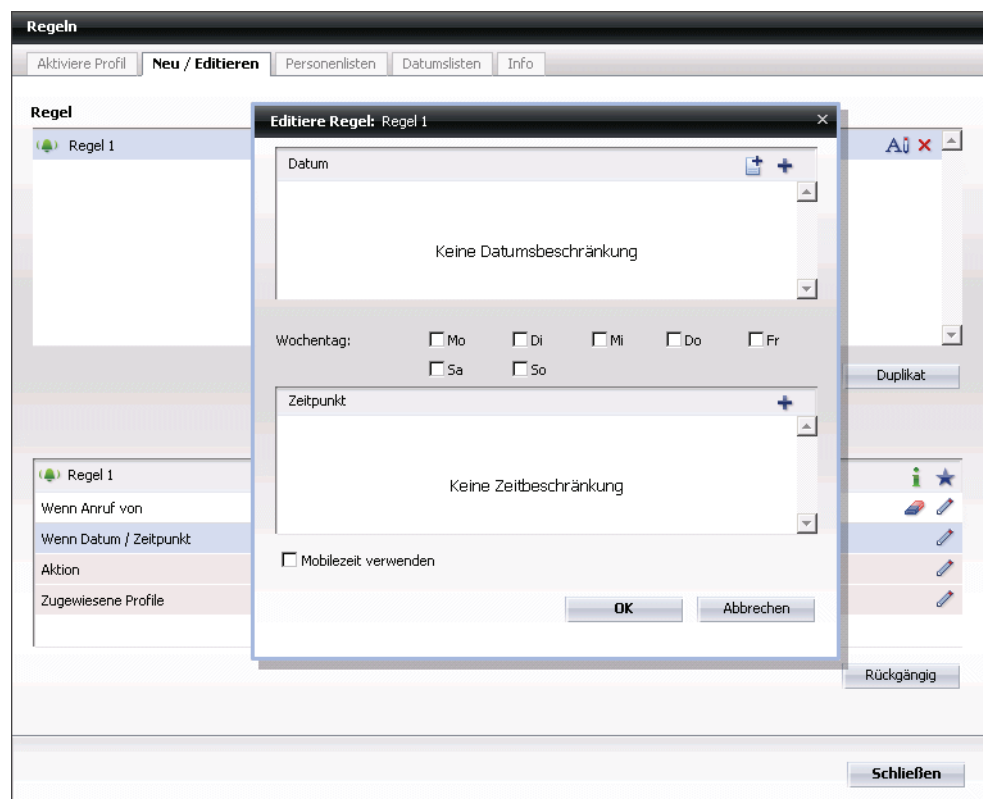 Regeln
Aktiviere Profil Neu / Editieren Personenlisten Datumslisten Info
Regel
Regel 1
Editiere Regel: Regel 1
Datum
Keine Datumsbeschränkung
Wochentag: Mo Di Mi Do Fr
Sa So
Duplikat
Zeitpunkt
Keine Zeitbeschränkung
Regel 1
Wenn Anruf von
Wenn Datum / Zeitpunkt
Aktion
Zugewiesene Profile
Mobilezeit verwenden
OK Abbrechen
Rückgängig
Schließen